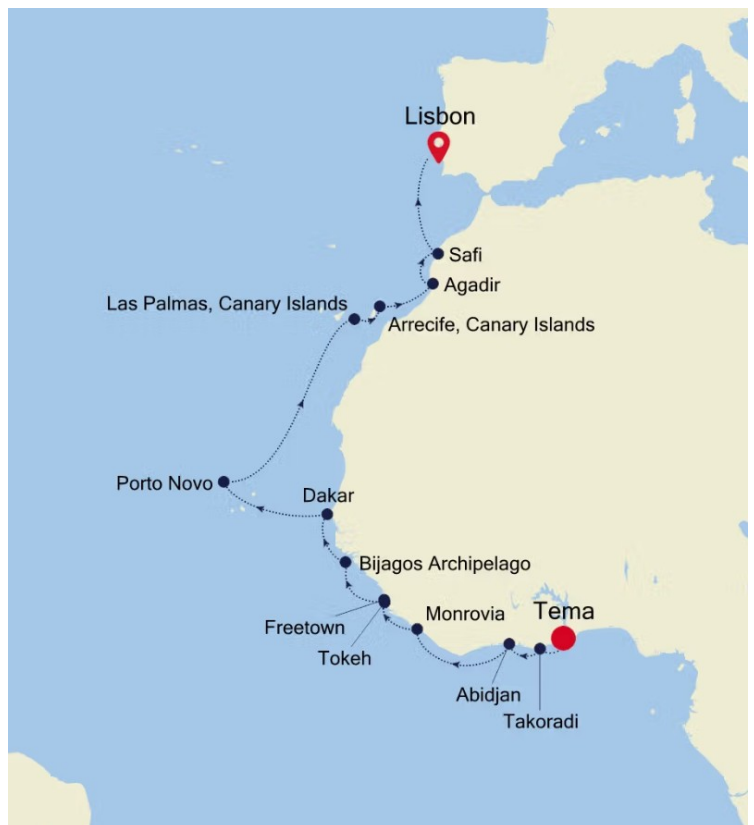 Lisbon
Safi
Agadir
Las Palmas, Canary Islands
Arrecife, Canary Islands
Porto Novo
Dakar
Bijagos Archipelago
Tema
Monrovia
Freetown
Tokeh
Abidjan
Takoradi